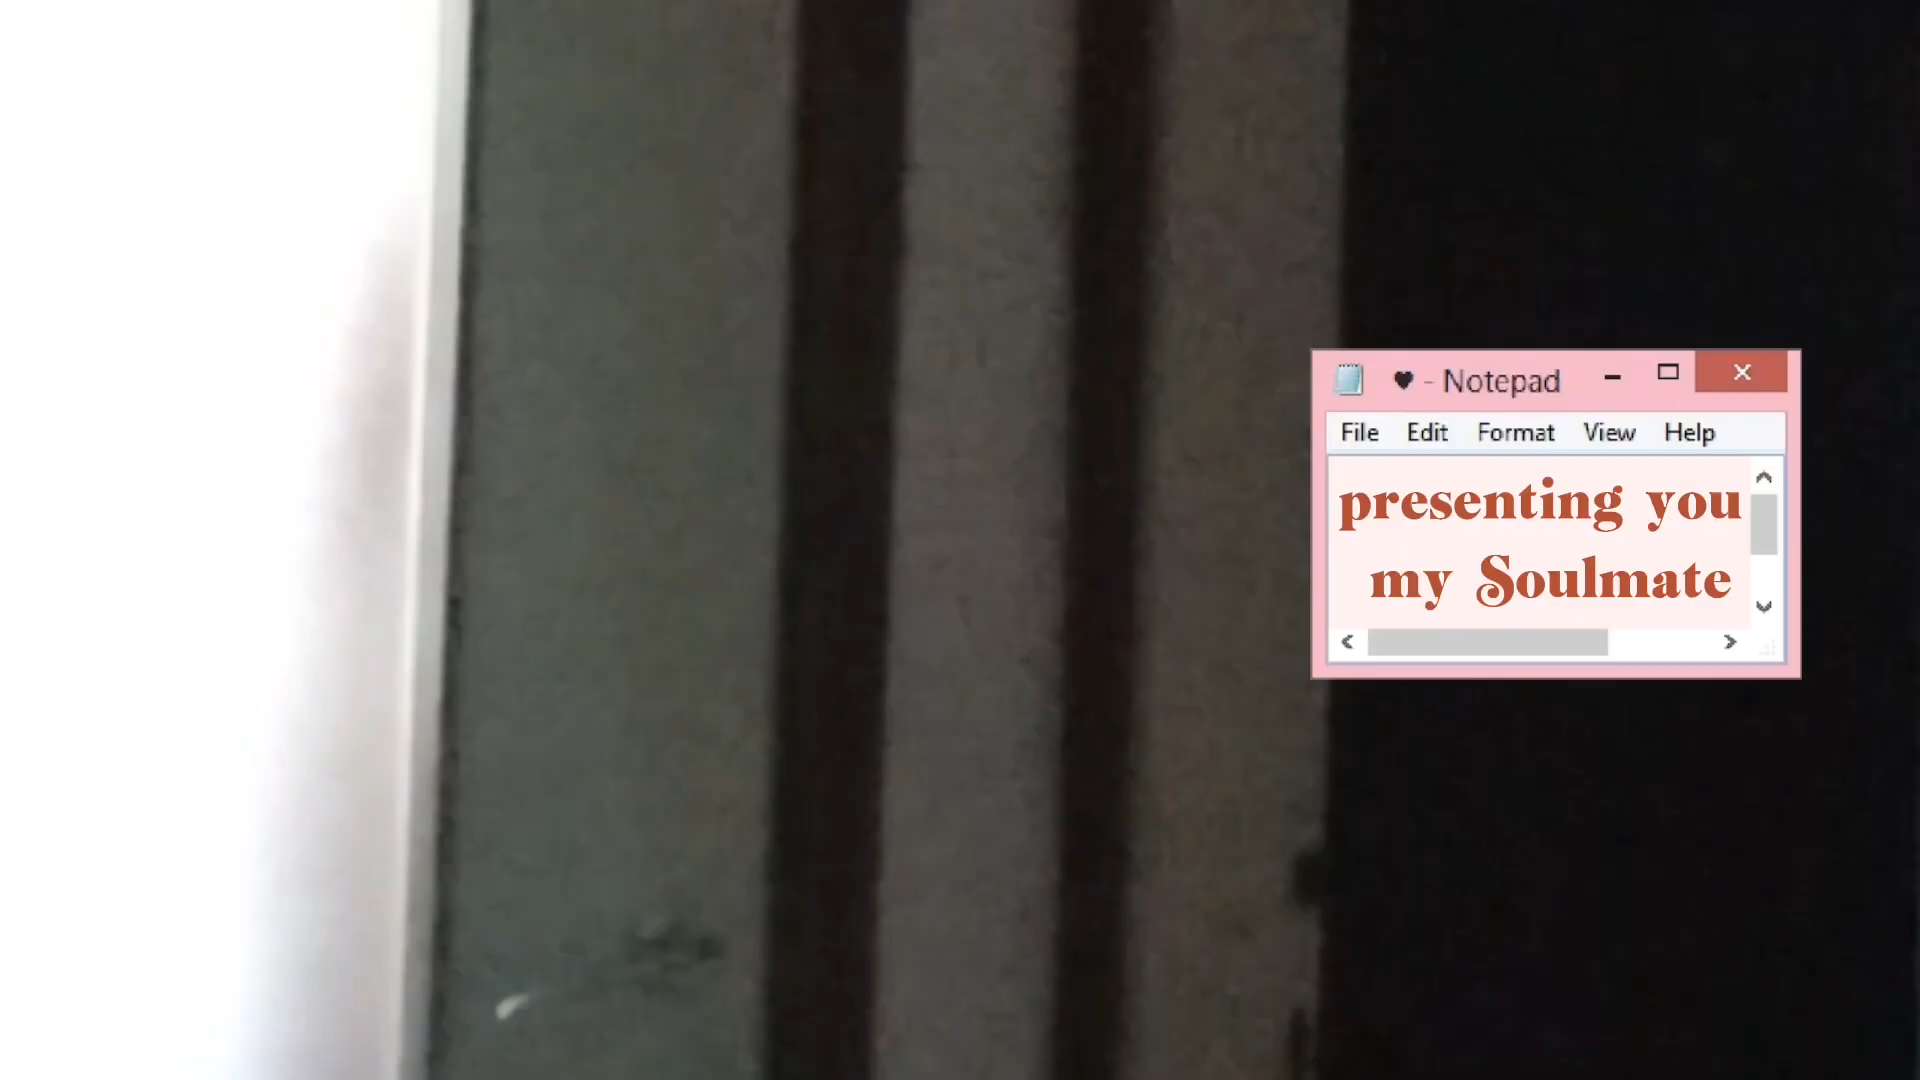 ♥ - Notepad
File Edit Format View Help
presenting you
my Soulmate